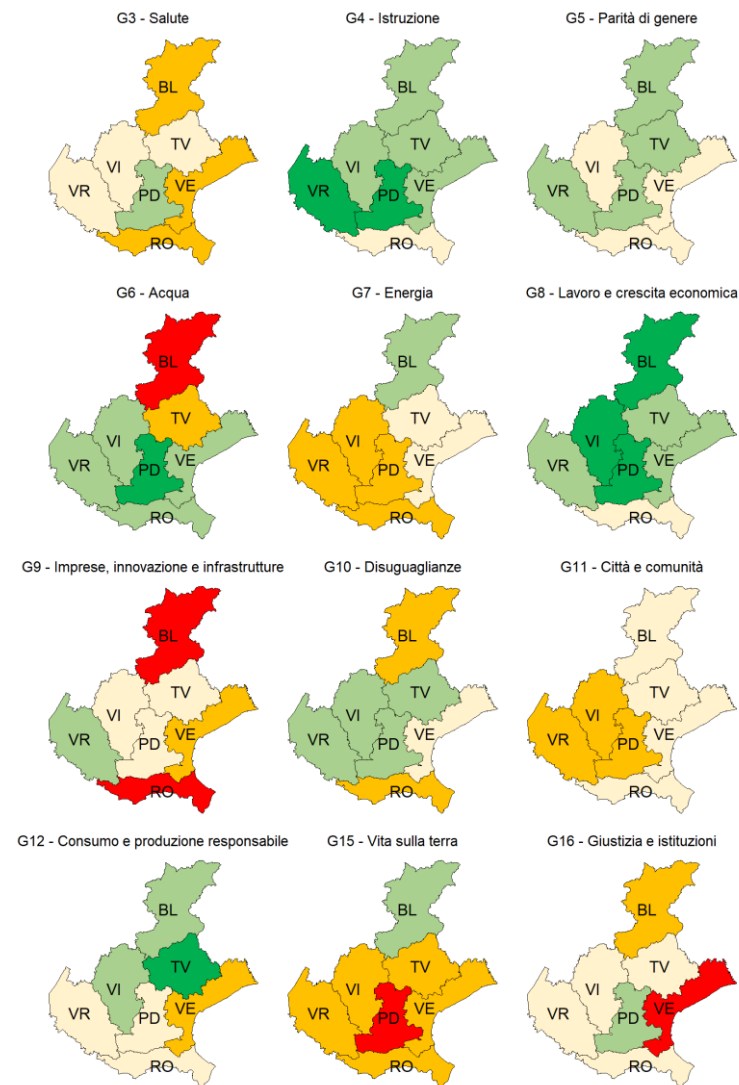 G3 - Salute
G4 - Istruzione
G5 - Parità di genere
BL
TV
VI
VR
PD
VE
RO
BL
TV
VI
VR
PD
VE
RO
BL
TV
VI
VR
PD
VE
RO
G6 - Acqua
G7 - Energia
G8 - Lavoro e crescita economica
BL
TV
VI
VR
PD
VE
RO
BL
TV
VI
VR
PD
VE
RO
BL
TV
VI
VR
PD
VE
RO
G9 - Imprese, innovazione e infrastrutture
G10 - Disuguaglianze
G11 - Città e comunità
BL
TV
VI
VR
PD
VE
RO
BL
TV
VI
VR
PD
VE
RO
BL
TV
VI
VR
PD
VE
RO
G12 - Consumo e produzione responsabile
G15 - Vita sulla terra
G16 - Giustizia e istituzioni
BL
TV
VI
VR
PD
VE
RO
BL
TV
VI
VR
PD
VE
RO
BL
TV
VI
VR
PD
VE
RO